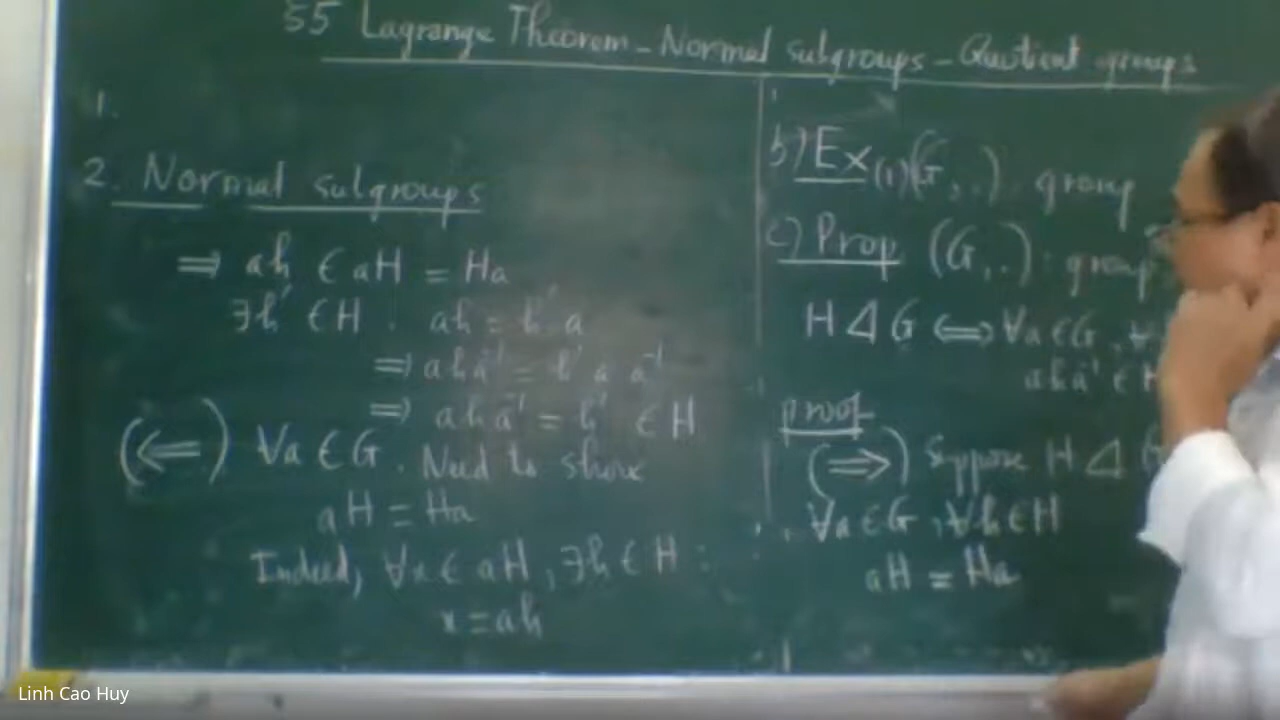 §5 Lagrange Theorem - Normal subgroups - Quotient groups
1.
2. Normal subgroups
⇒ ah ∈ aH = Ha
∃h' ∈ H : ah = h'a
⇒ aha⁻¹ = h'aa⁻¹
⇒ aha⁻¹ = h' ∈ H
(⇐) ∀a ∈ G. Need to show
aH = Ha
Indeed, ∀x ∈ aH, ∃h ∈ H :
x = ah
b) Ex (1) (G, .) group
c) Prop (G, .) : group
H ⊲ G ⇔ ∀a ∈ G,
aha⁻¹ ∈ H
proof
(⇒) Suppose H ⊲ G
∀a ∈ G, ∀h ∈ H
aH = Ha
Linh Cao Huy